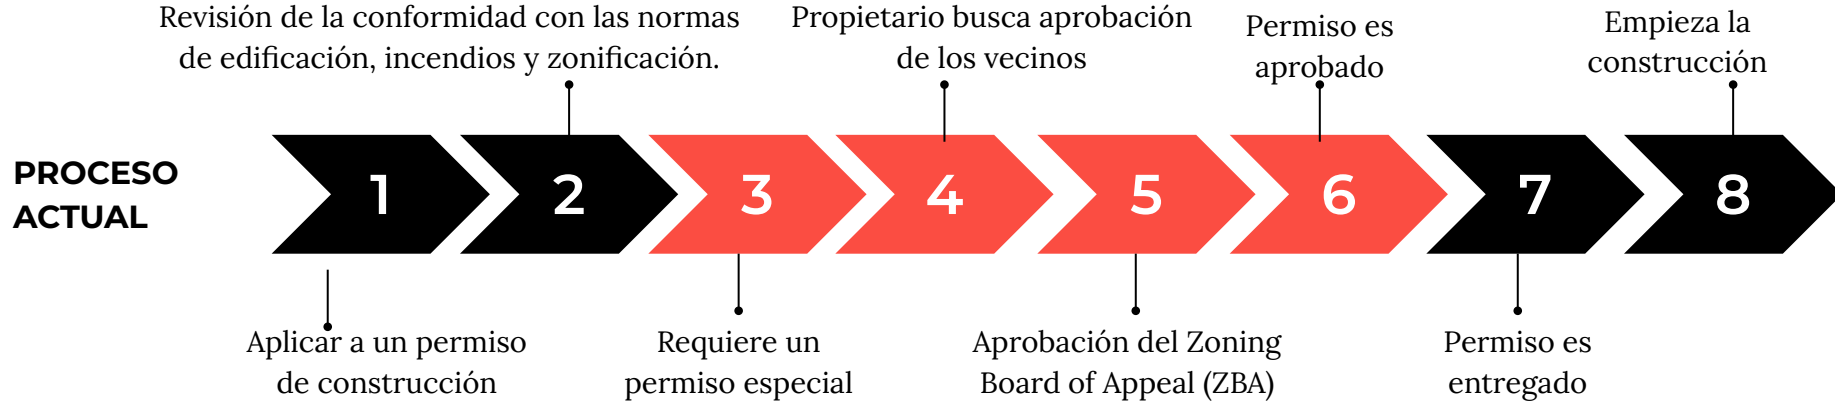 Revisión de la conformidad con las normas
de edificación, incendios y zonificación.
Propietario busca aprobación
de los vecinos
Permiso es
aprobado
Empieza la
construcción
PROCESO
ACTUAL
1
2
3
4
5
6
7
8
Aplicar a un permiso
de construcción
Requiere un
permiso especial
Aprobación del Zoning
Board of Appeal (ZBA)
Permiso es
entregado